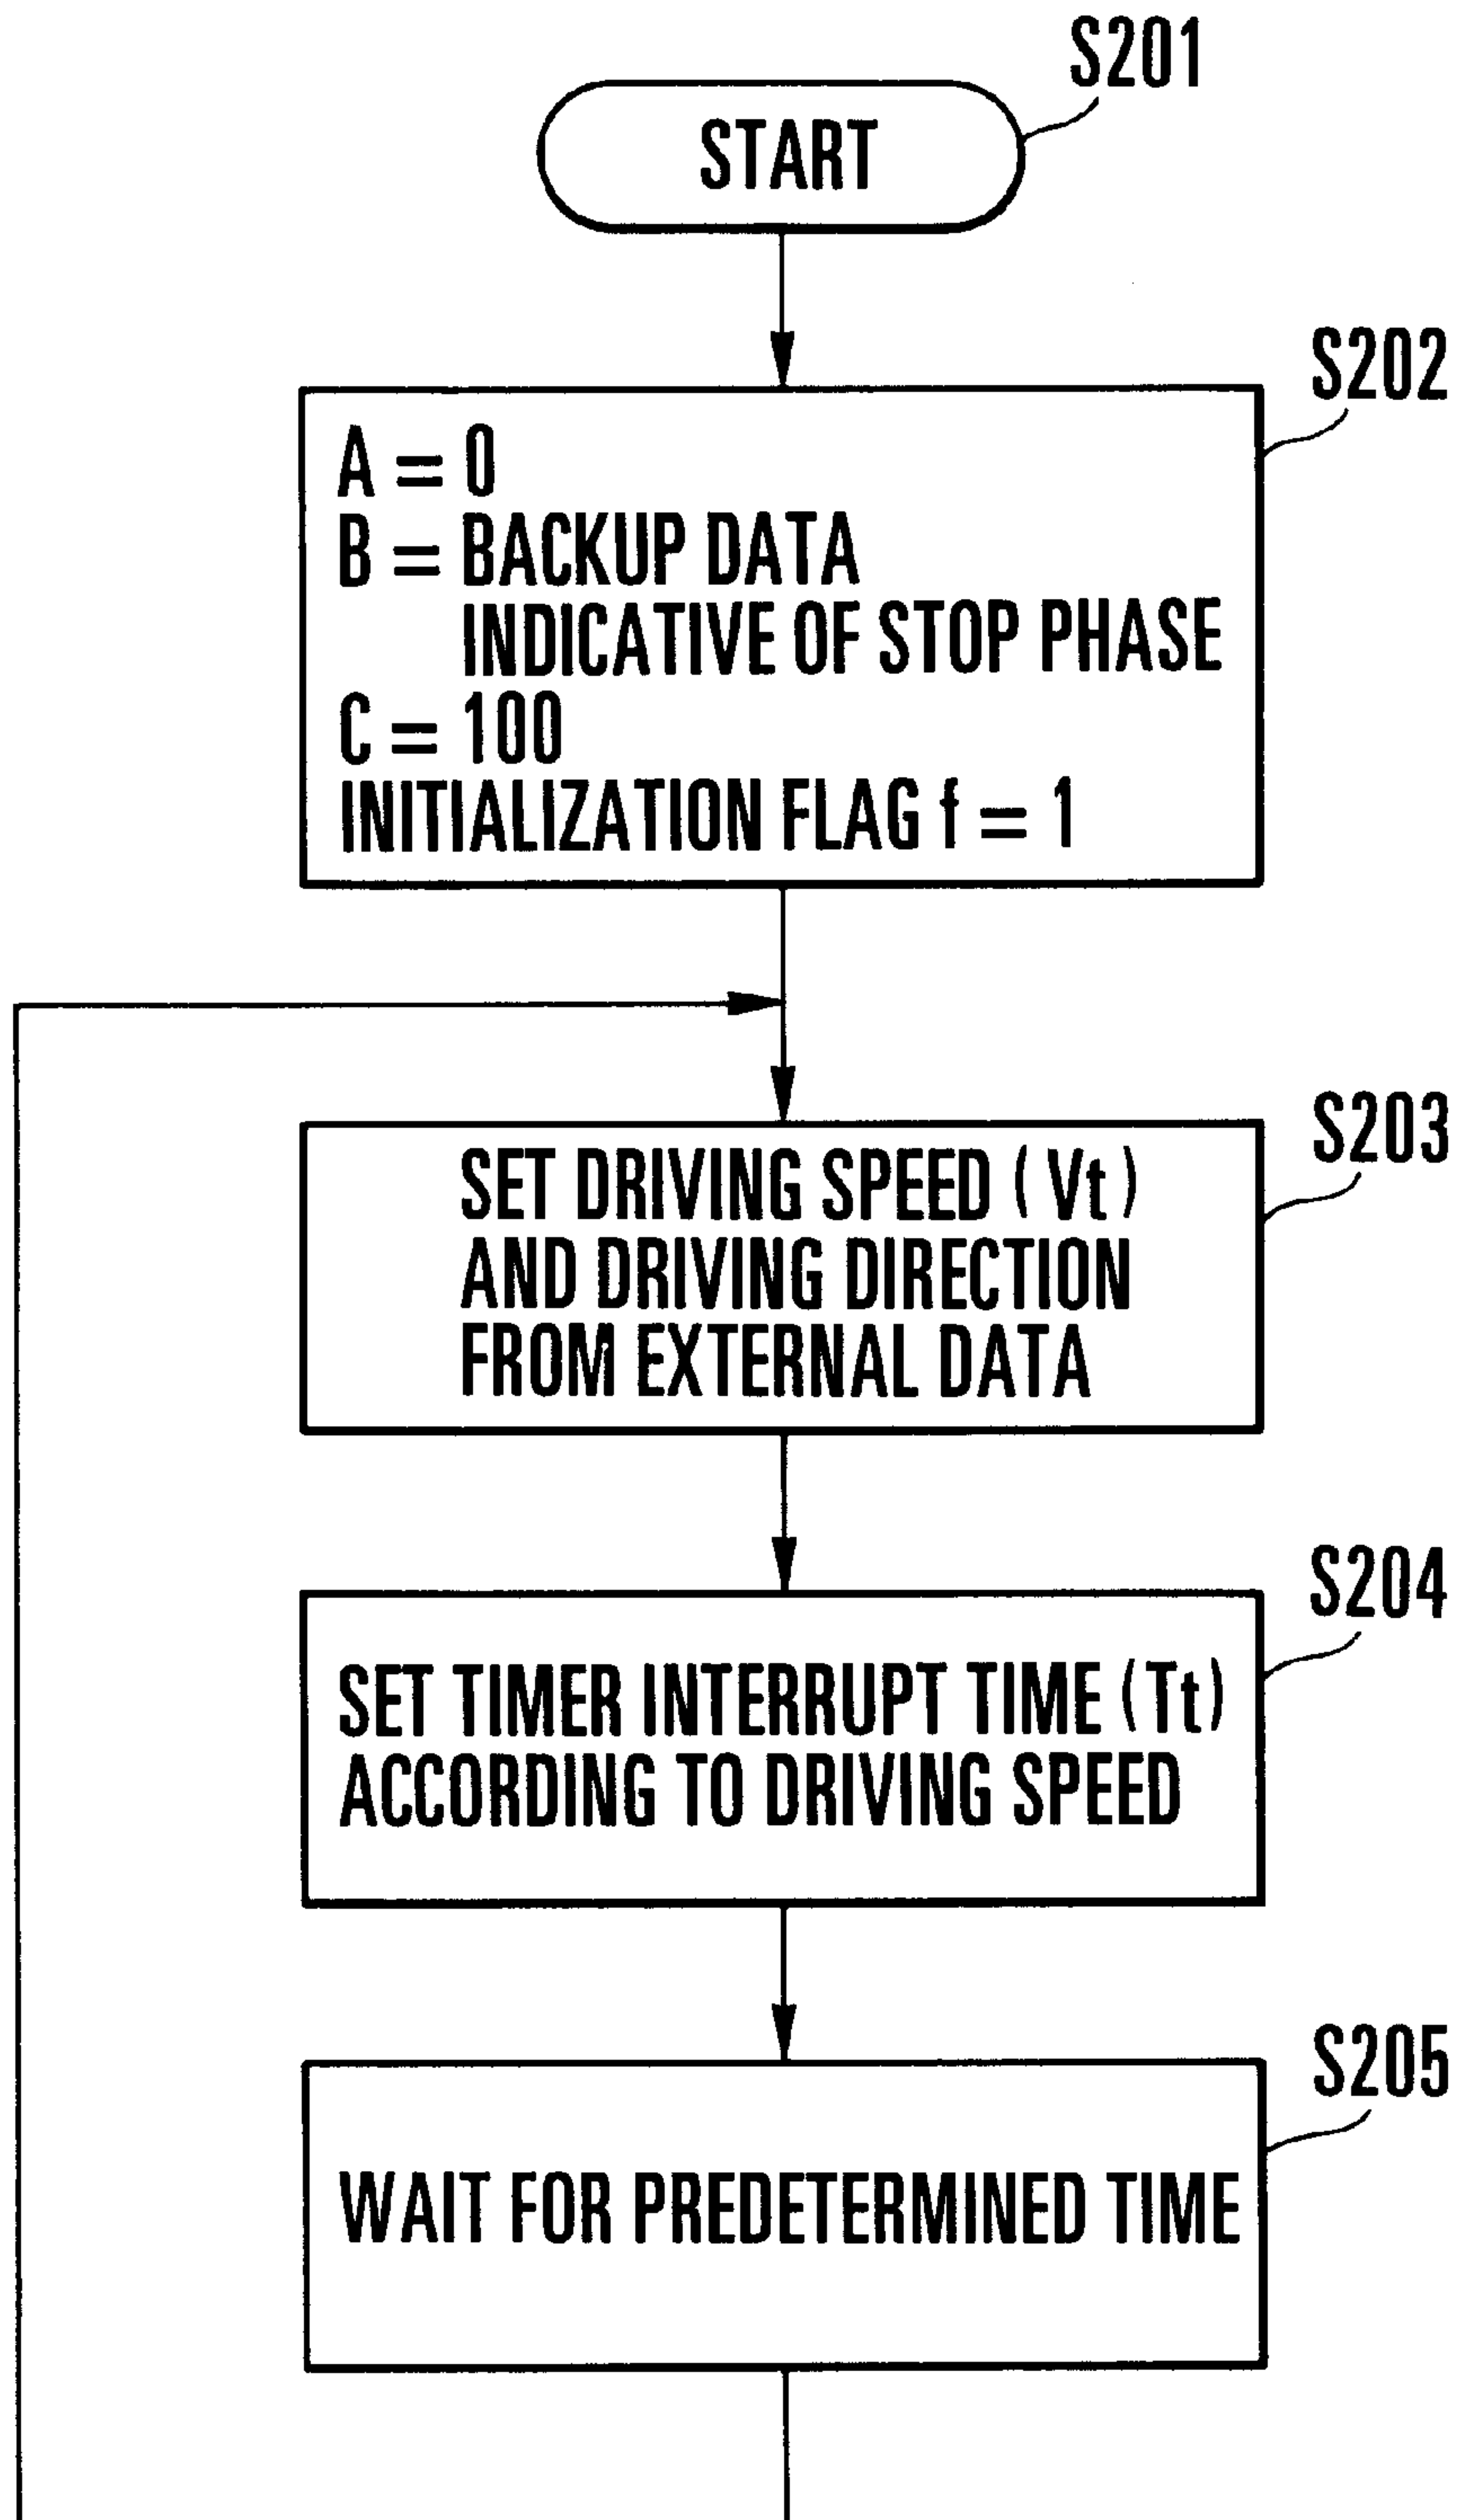 S201
START
S202
A = 0
B = BACKUP DATA
INDICATIVE OF STOP PHASE
C = 100
INITIALIZATION FLAG f = 1
S203
SET DRIVING SPEED ( Vt )
AND DRIVING DIRECTION
FROM EXTERNAL DATA
S204
SET TIMER INTERRUPT TIME (Tt)
ACCORDING TO DRIVING SPEED
S205
WAIT FOR PREDETERMINED TIME